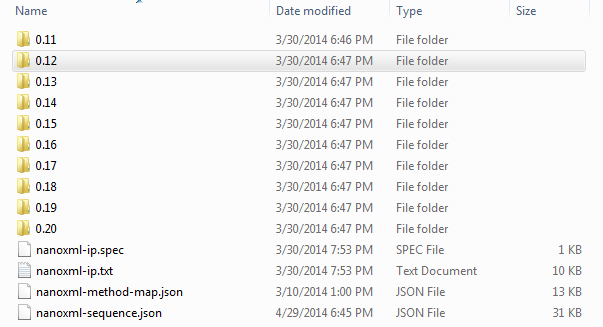 Name Date modified Type Size
0.11 3/30/2014 6:46 PM File folder
0.12 3/30/2014 6:47 PM File folder
0.13 3/30/2014 6:47 PM File folder
0.14 3/30/2014 6:47 PM File folder
0.15 3/30/2014 6:47 PM File folder
0.16 3/30/2014 6:47 PM File folder
0.17 3/30/2014 6:47 PM File folder
0.18 3/30/2014 6:47 PM File folder
0.19 3/30/2014 6:47 PM File folder
0.20 3/30/2014 6:47 PM File folder
nanoxml-ip.spec 3/30/2014 7:53 PM SPEC File 1 KB
nanoxml-ip.txt 3/30/2014 7:53 PM Text Document 10 KB
nanoxml-method-map.json 3/10/2014 1:00 PM JSON File 13 KB
nanoxml-sequence.json 4/29/2014 6:45 PM JSON File 31 KB